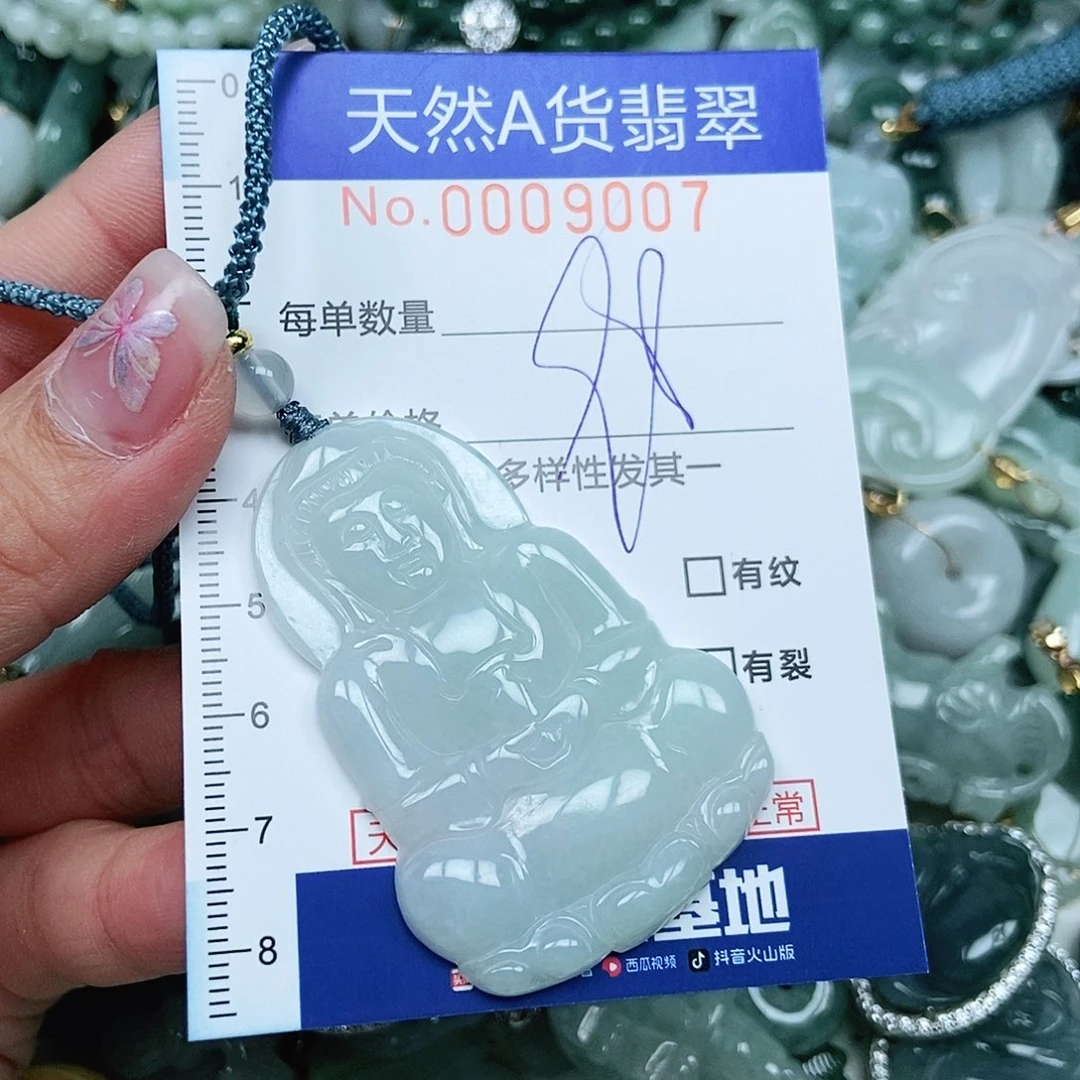 天然A货翡翠
No.0009007
0
1
每单数量
多样性发其一
4
有纹
5
有裂
6
7
常
基地
8
西瓜视频 抖音火山版